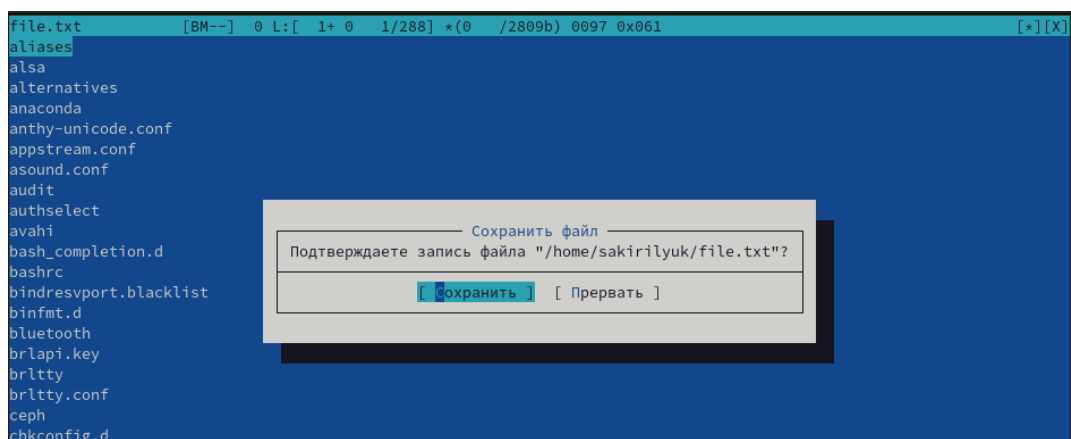 file.txt [BM--] 0 L:[ 1+ 0 1/288] *(0 /2809b) 0097 0x061 [*][X]
aliases
alsa
alternatives
anaconda
anthy-unicode.conf
appstream.conf
asound.conf
audit
authselect
avahi
bash_completion.d
bashrc
bindresvport.blacklist
binfmt.d
bluetooth
brlapi.key
brltty
brltty.conf
ceph
chkconfig.d
Сохранить файл
Подтверждаете запись файла "/home/sakirilyuk/file.txt"?
[ Сохранить ] [ Прервать ]